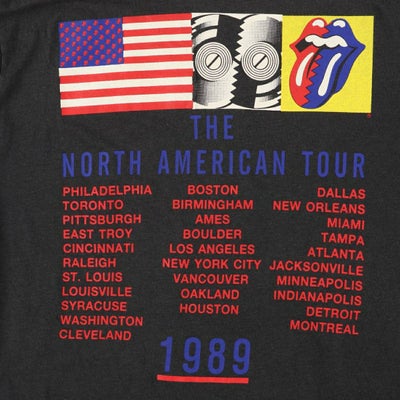 THE
NORTH AMERICAN TOUR
PHILADELPHIA
TORONTO
PITTSBURGH
EAST TROY
CINCINNATI
RALEIGH
ST. LOUIS
LOUISVILLE
SYRACUSE
WASHINGTON
CLEVELAND
BOSTON
BIRMINGHAM
AMES
BOULDER
LOS ANGELES
NEW YORK CITY
VANCOUVER
OAKLAND
HOUSTON
DALLAS
NEW ORLEANS
MIAMI
TAMPA
ATLANTA
JACKSONVILLE
MINNEAPOLIS
INDIANAPOLIS
DETROIT
MONTREAL
1989